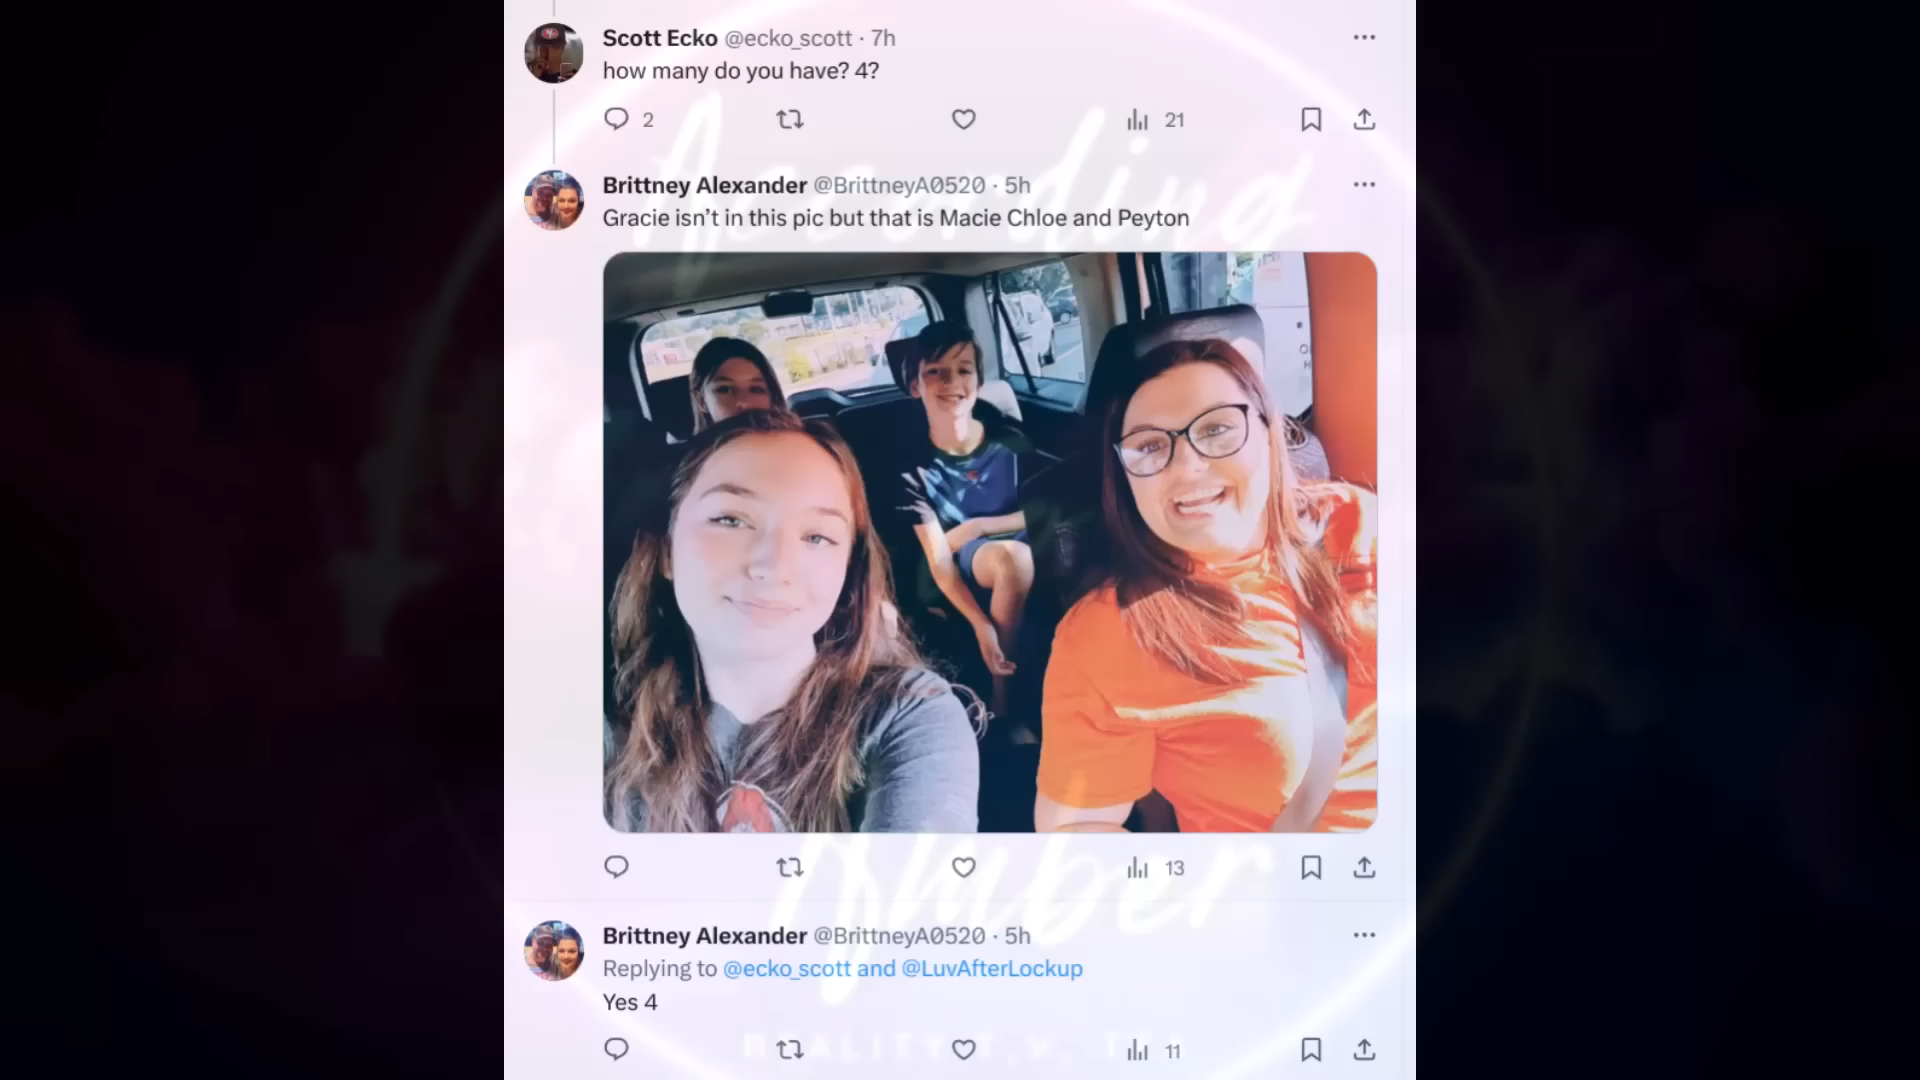 Scott Ecko @ecko_scott · 7h
how many do you have? 4?
2 21
Brittney Alexander @BrittneyA0520 · 5h
Gracie isn't in this pic but that is Macie Chloe and Peyton
13
Brittney Alexander @BrittneyA0520 · 5h
Replying to @ecko_scott and @LuvAfterLockup
Yes 4
11
According
Amber